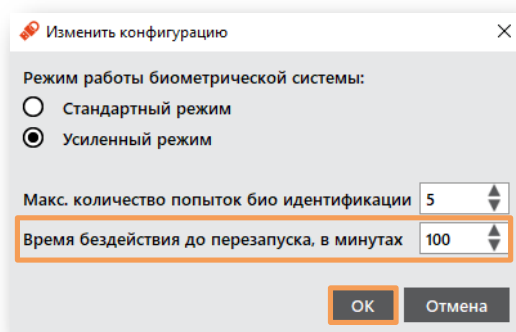 Изменить конфигурацию
Режим работы биометрической системы:
Стандартный режим
Усиленный режим
Макс. количество попыток био идентификации 5
Время бездействия до перезапуска, в минутах 100
ОК Отмена